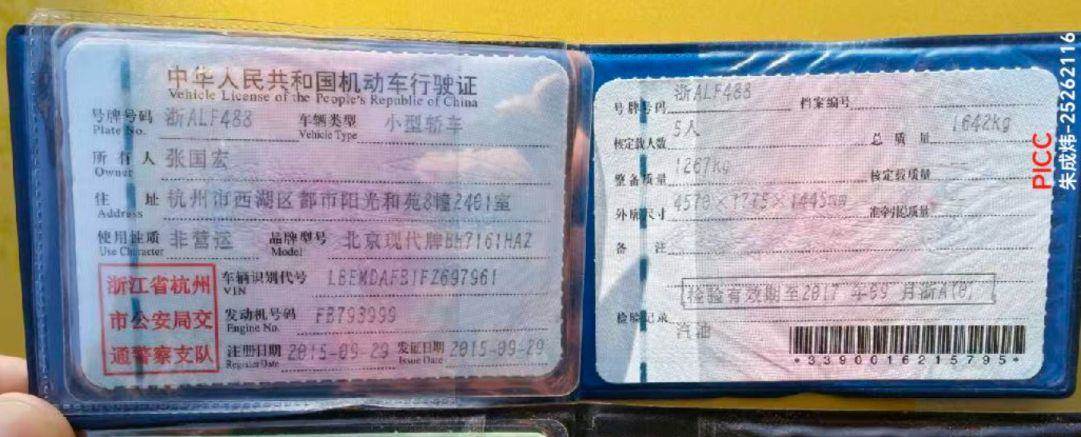 中华人民共和国机动车行驶证
Vehicle License of the People's Republic of China
号牌号码 浙ALF488 车辆类型 小型轿车
Plate No. Vehicle Type
所有人 张国宏
Owner
住址 杭州市西湖区都市阳光和苑8幢2401室
Address
使用性质 非营运 品牌型号 北京现代牌BH7161HAZ
Use Character Model
浙江省杭州
市公安局交
通警察支队
车辆识别代号 LBEMDAFB1FZ697961
VIN
发动机号码 FB793999
Engine No.
注册日期 2015-09-29 发证日期 2015-09-29
Register Date Issue Date
号牌号码 浙ALF488 档案编号
核定载人数 5人 总质量 1642kg
整备质量 1267kg 核定载质量 --
外廓尺寸 4570×1775×1445mm 准牵引总质量 --
备注
检验有效期至2017年09月浙A(0)
检验记录
汽油
*3390016215795*
PICC
朱成炜-25262116